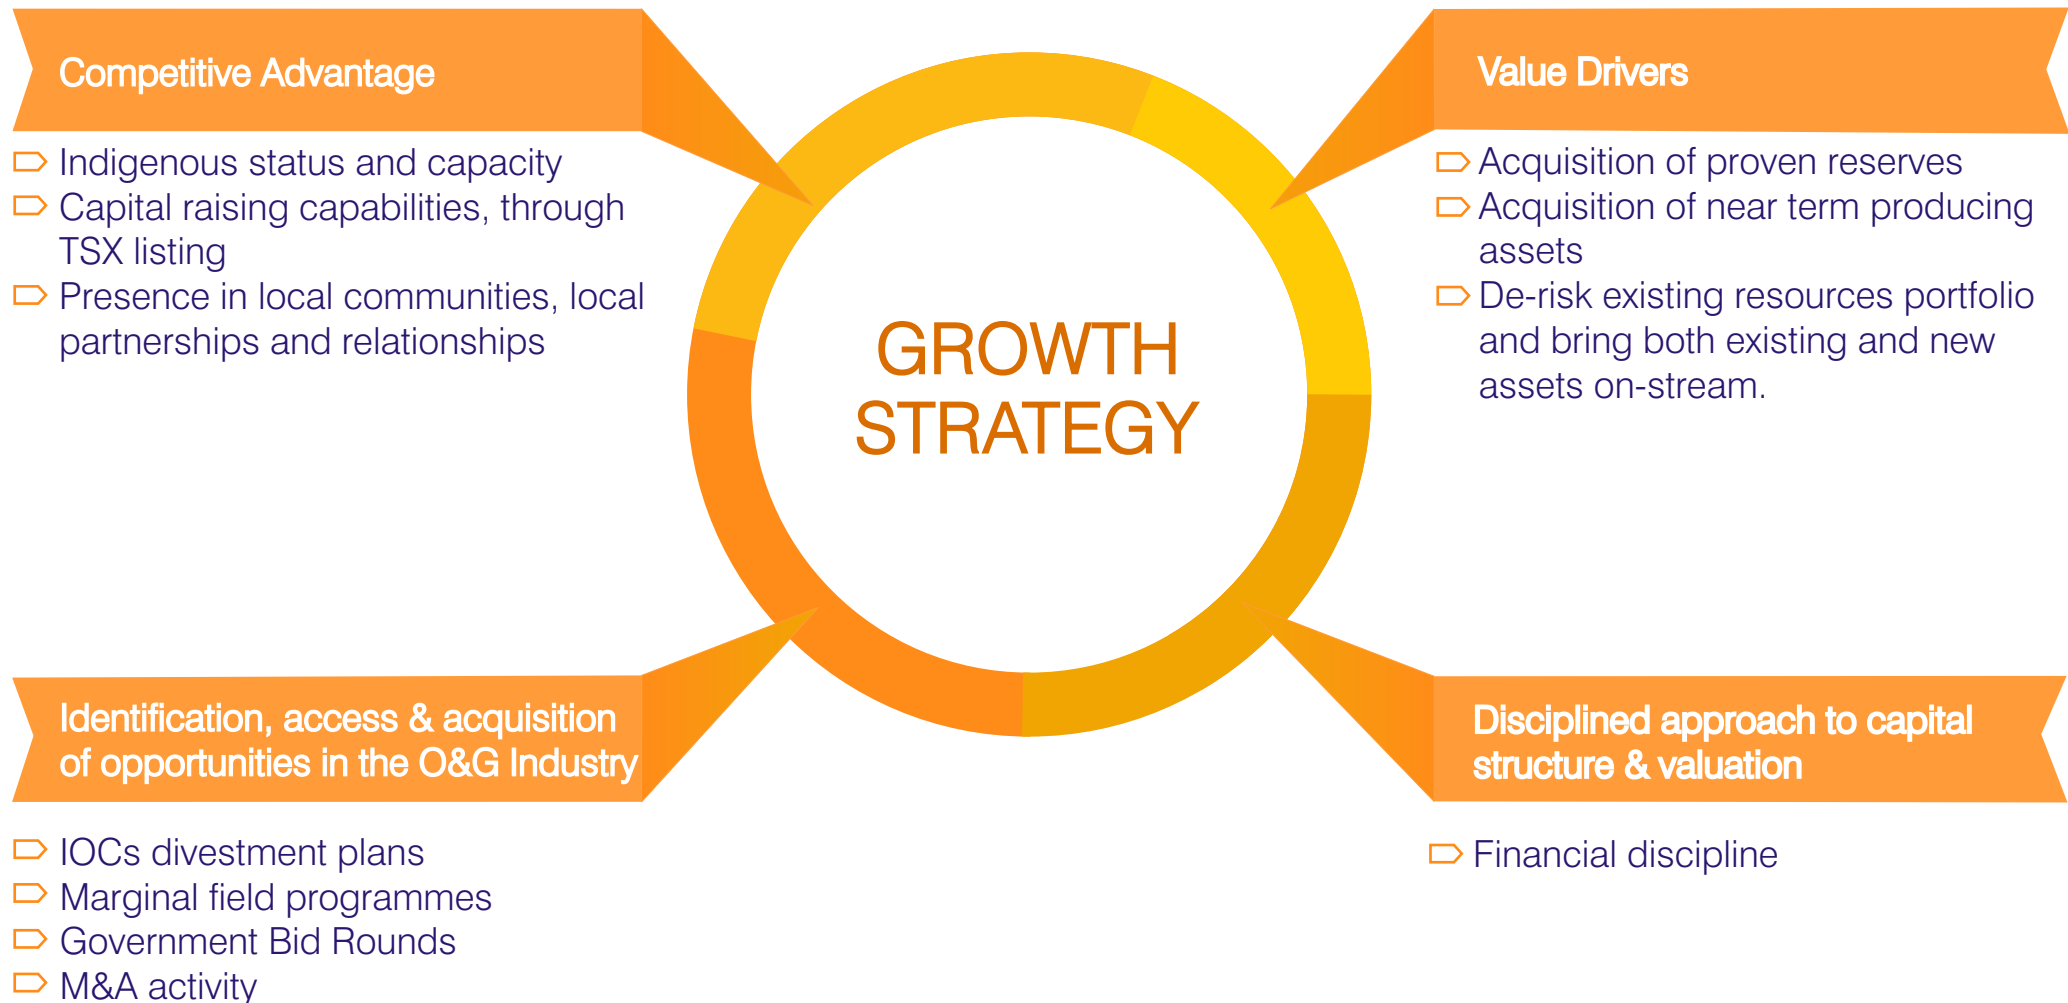 Competitive Advantage
Indigenous status and capacity
Capital raising capabilities, through
TSX listing
Presence in local communities, local
partnerships and relationships
GROWTH
STRATEGY
Value Drivers
Acquisition of proven reserves
Acquisition of near term producing
assets
De-risk existing resources portfolio
and bring both existing and new
assets on-stream.
Identification, access & acquisition
of opportunities in the O&G Industry
IOCs divestment plans
Marginal field programmes
Government Bid Rounds
M&A activity
Disciplined approach to capital
structure & valuation
Financial discipline